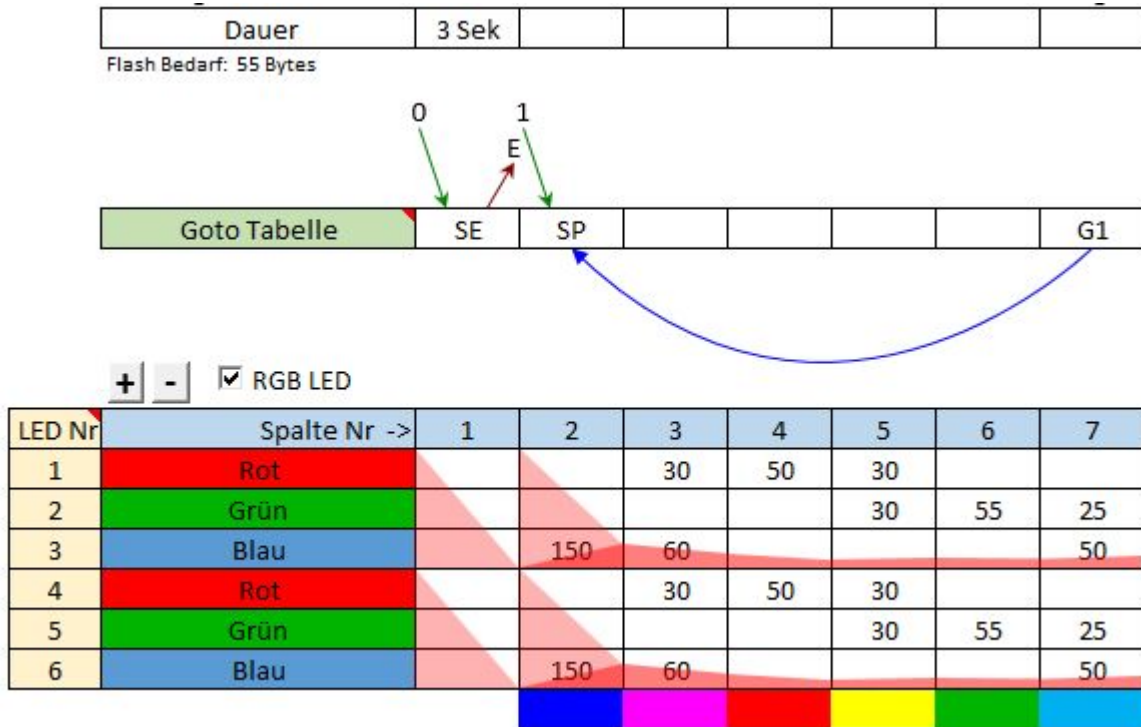 Dauer 3 Sek
Flash Bedarf: 55 Bytes
0 1
E
Goto Tabelle SE SP G1
+ - RGB LED
LED Nr Spalte Nr -> 1 2 3 4 5 6 7
1 Rot 30 50 30
2 Grün 30 55 25
3 Blau 150 60 50
4 Rot 30 50 30
5 Grün 30 55 25
6 Blau 150 60 50